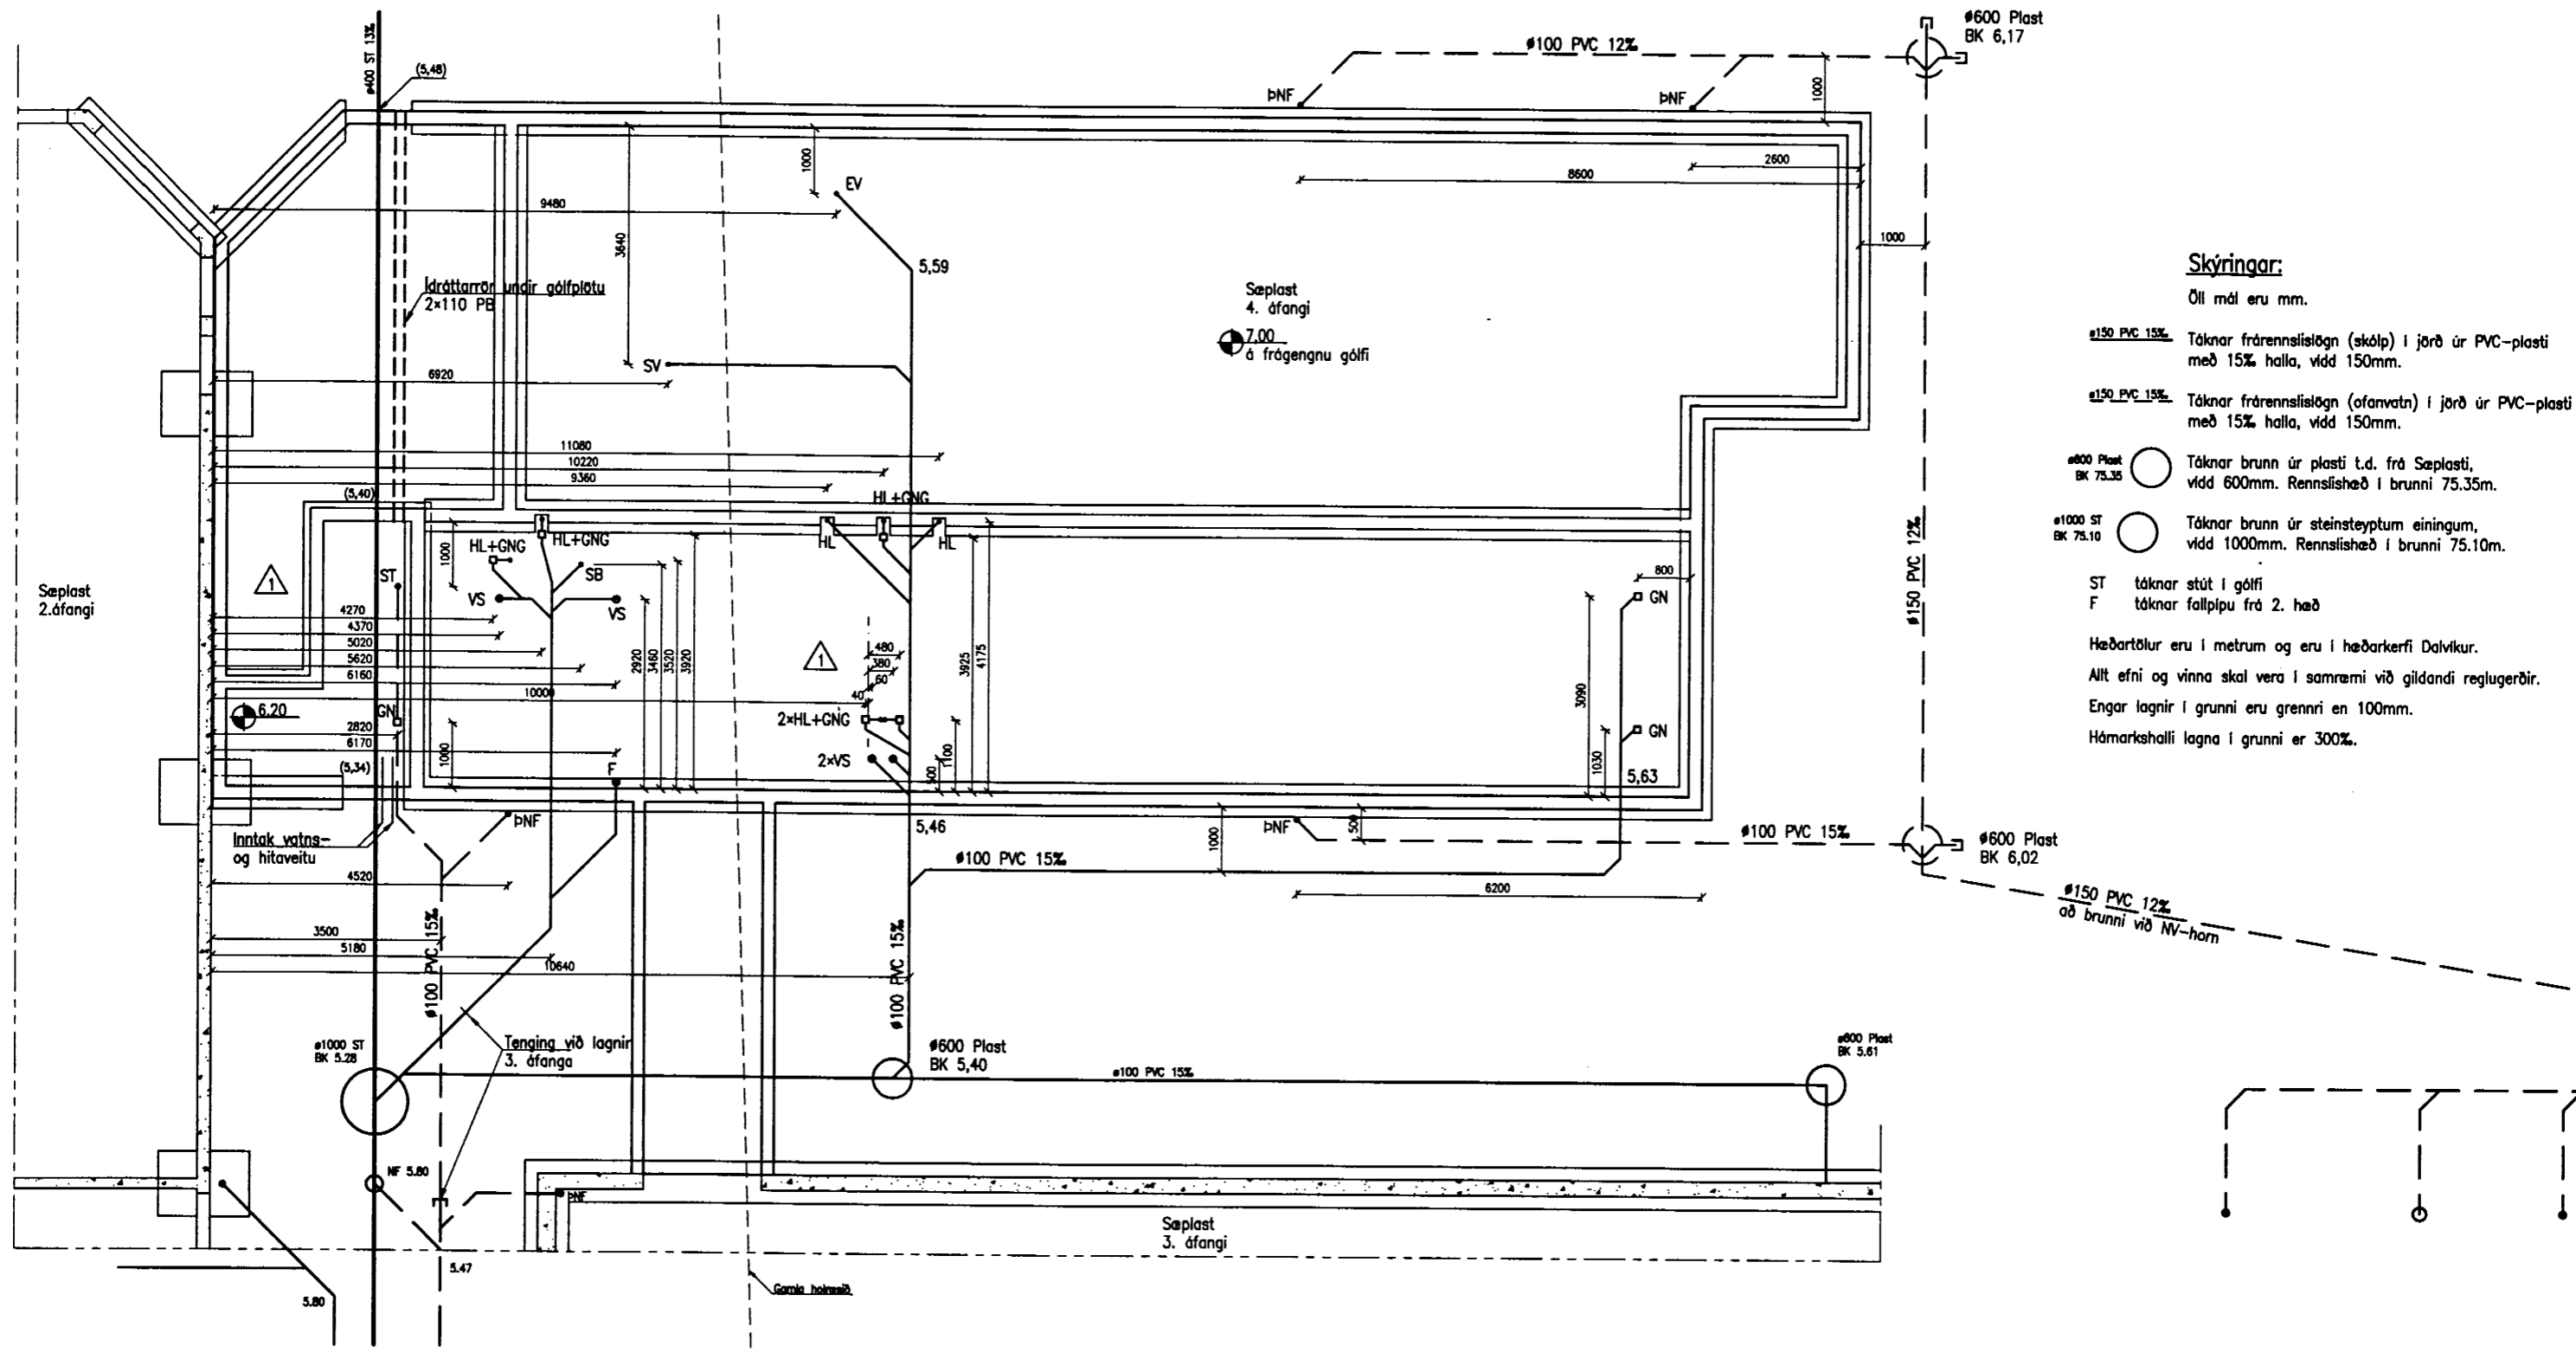 ø400 ST 13‰
(5,48)
ø100 PVC 12‰
ø600 Plast
BK 6,17
ÞNF
ÞNF
1000
1000
2600
8600
EV
9480
3640
1000
5,59
Ídráttarrör undir gólfplötu
2×110 PB
Sæplast
4. áfangi
7,00
á frágengnu gólfi
SV
6920
11080
10220
9360
(5,40)
HL+GNG
HL+GNG
HL+GNG
HL
HL
1000
ST
SB
VS
VS
Sæplast
2.áfangi
1
4270
4370
5020
5620
6160
10000
2920
3460
3520
3920
1
480
380
60
40
3925
4175
800
GN
3090
ø150 PVC 12‰
6,20
GN
2820
6170
1000
2×HL+GNG
2×VS
500
1100
GN
1030
5,63
(5,34)
F
Inntak vatns-
og hitaveitu
ÞNF
5,46
1000
ÞNF
500
ø100 PVC 15‰
ø600 Plast
BK 6,02
ø100 PVC 15‰
4520
6200
ø150 PVC 12‰
að brunni við NV-horn
3500
5180
10640
ø100 PVC 15‰
ø100 PVC 15‰
ø1000 ST
BK 5.28
Tenging við lagnir
3. áfanga
ø600 Plast
BK 5,40
ø100 PVC 15‰
ø600 Plast
BK 5.61
NF 5.80
ÞNF
Sæplast
3. áfangi
5.47
5.80
Skýringar:
Öll mál eru mm.
ø150 PVC 15‰
Táknar frárennslislögn (skólp) í jörð úr PVC-plasti
með 15‰ halla, vídd 150mm.
ø150 PVC 15‰
Táknar frárennslislögn (ofanvatn) í jörð úr PVC-plasti
með 15‰ halla, vídd 150mm.
ø600 Plast
BK 75.35
Táknar brunn úr plasti t.d. frá Sæplasti,
vídd 600mm. Rennslishæð í brunni 75.35m.
ø1000 ST
BK 75.10
Táknar brunn úr steinsteyptum einingum,
vídd 1000mm. Rennslishæð í brunni 75.10m.
ST táknar stút í gólfi
F táknar fallpípu frá 2. hæð
Hæðartölur eru í metrum og eru í hæðarkerfi Dalvíkur.
Allt efni og vinna skal vera í samræmi við gildandi reglugerðir.
Engar lagnir í grunni eru grennri en 100mm.
Hámarkshalli lagna í grunni er 300‰.